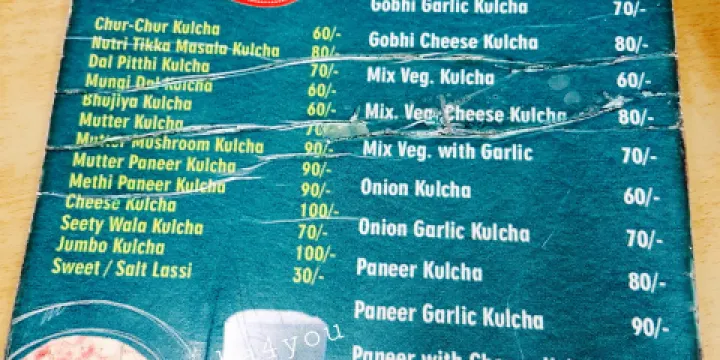 Chur-Chur Kulcha 60/-
Nutri Tikka Masala Kulcha 80/-
Dal Pitthi Kulcha 70/-
Mungi Dal Kulcha 60/-
Bhujiya Kulcha 60/-
Mutter Kulcha 70/-
Mutter Mushroom Kulcha 90/-
Mutter Paneer Kulcha 90/-
Methi Paneer Kulcha 90/-
Cheese Kulcha 100/-
Seety Wala Kulcha 70/-
Jumbo Kulcha 100/-
Sweet / Salt Lassi 30/-
Gobhi Garlic Kulcha 70/-
Gobhi Cheese Kulcha 80/-
Mix Veg. Kulcha 60/-
Mix. Veg. Cheese Kulcha 80/-
Mix Veg. with Garlic 70/-
Onion Kulcha 60/-
Onion Garlic Kulcha 70/-
Paneer Kulcha 80/-
Paneer Garlic Kulcha 90/-
Paneer with